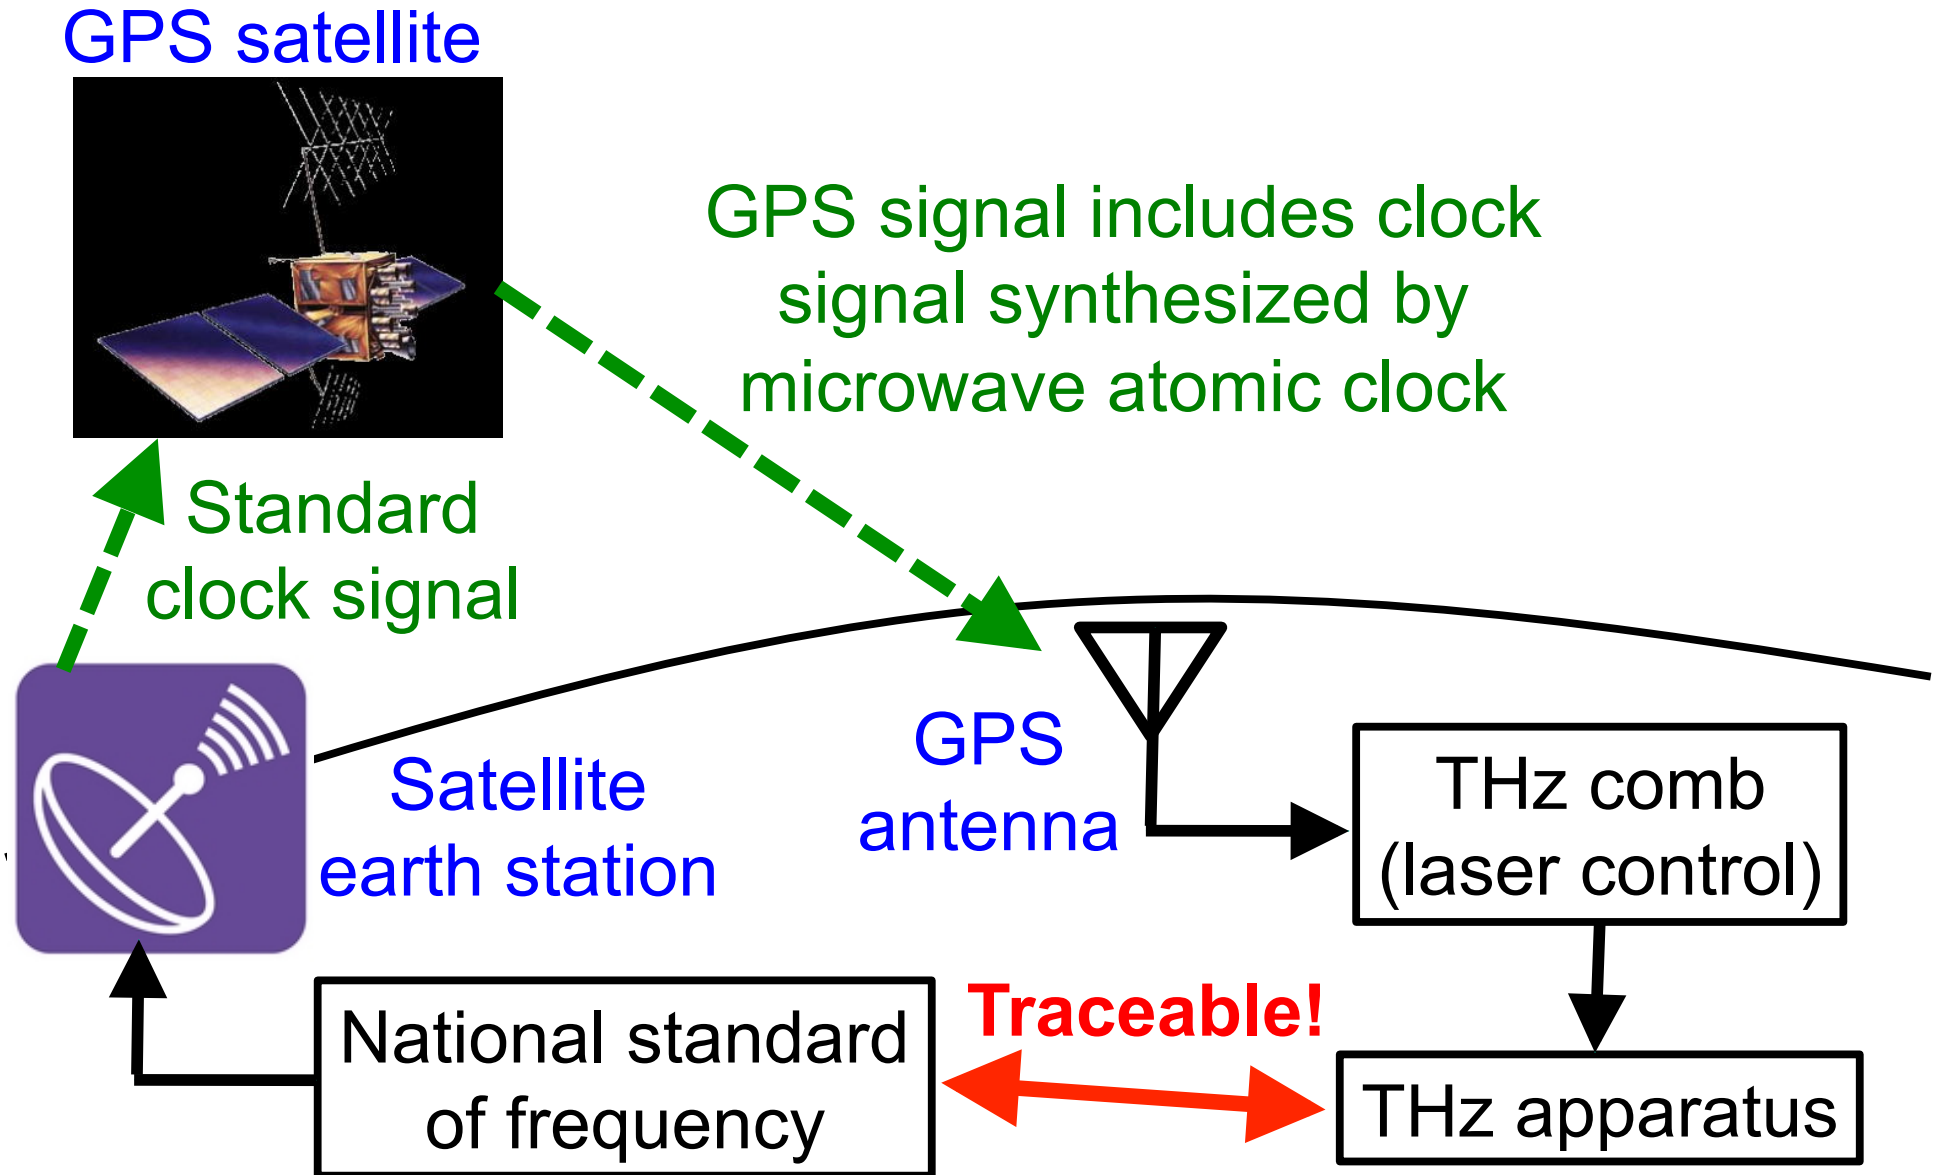 GPS satellite
GPS signal includes clock
signal synthesized by
microwave atomic clock
Standard
clock signal
Satellite
earth station
GPS
antenna
THz comb
(laser control)
National standard
of frequency
Traceable!
THz apparatus